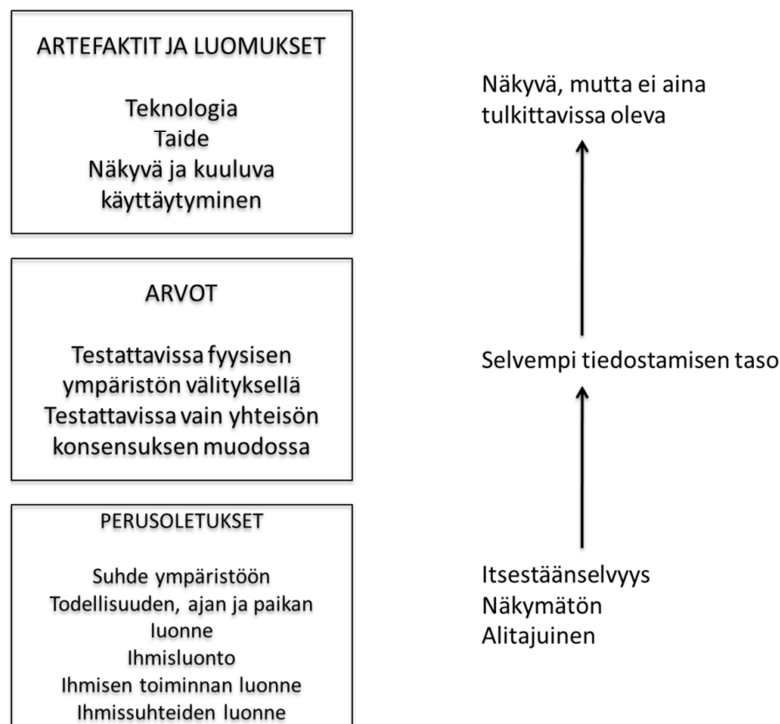 ARTEFAKTIT JA LUOMUKSET
Teknologia
Taide
Näkyvä ja kuuluva
käyttäytyminen
Näkyvä, mutta ei aina
tulkittavissa oleva
ARVOT
Testattavissa fyysisen
ympäristön välityksellä
Testattavissa vain yhteisön
konsensuksen muodossa
Selvempi tiedostamisen taso
PERUSOLETUKSET
Suhde ympäristöön
Todellisuuden, ajan ja paikan
luonne
Ihmisluonto
Ihmisen toiminnan luonne
Ihmissuhteiden luonne
Itsestäänselvyys
Näkymätön
Alitajuinen